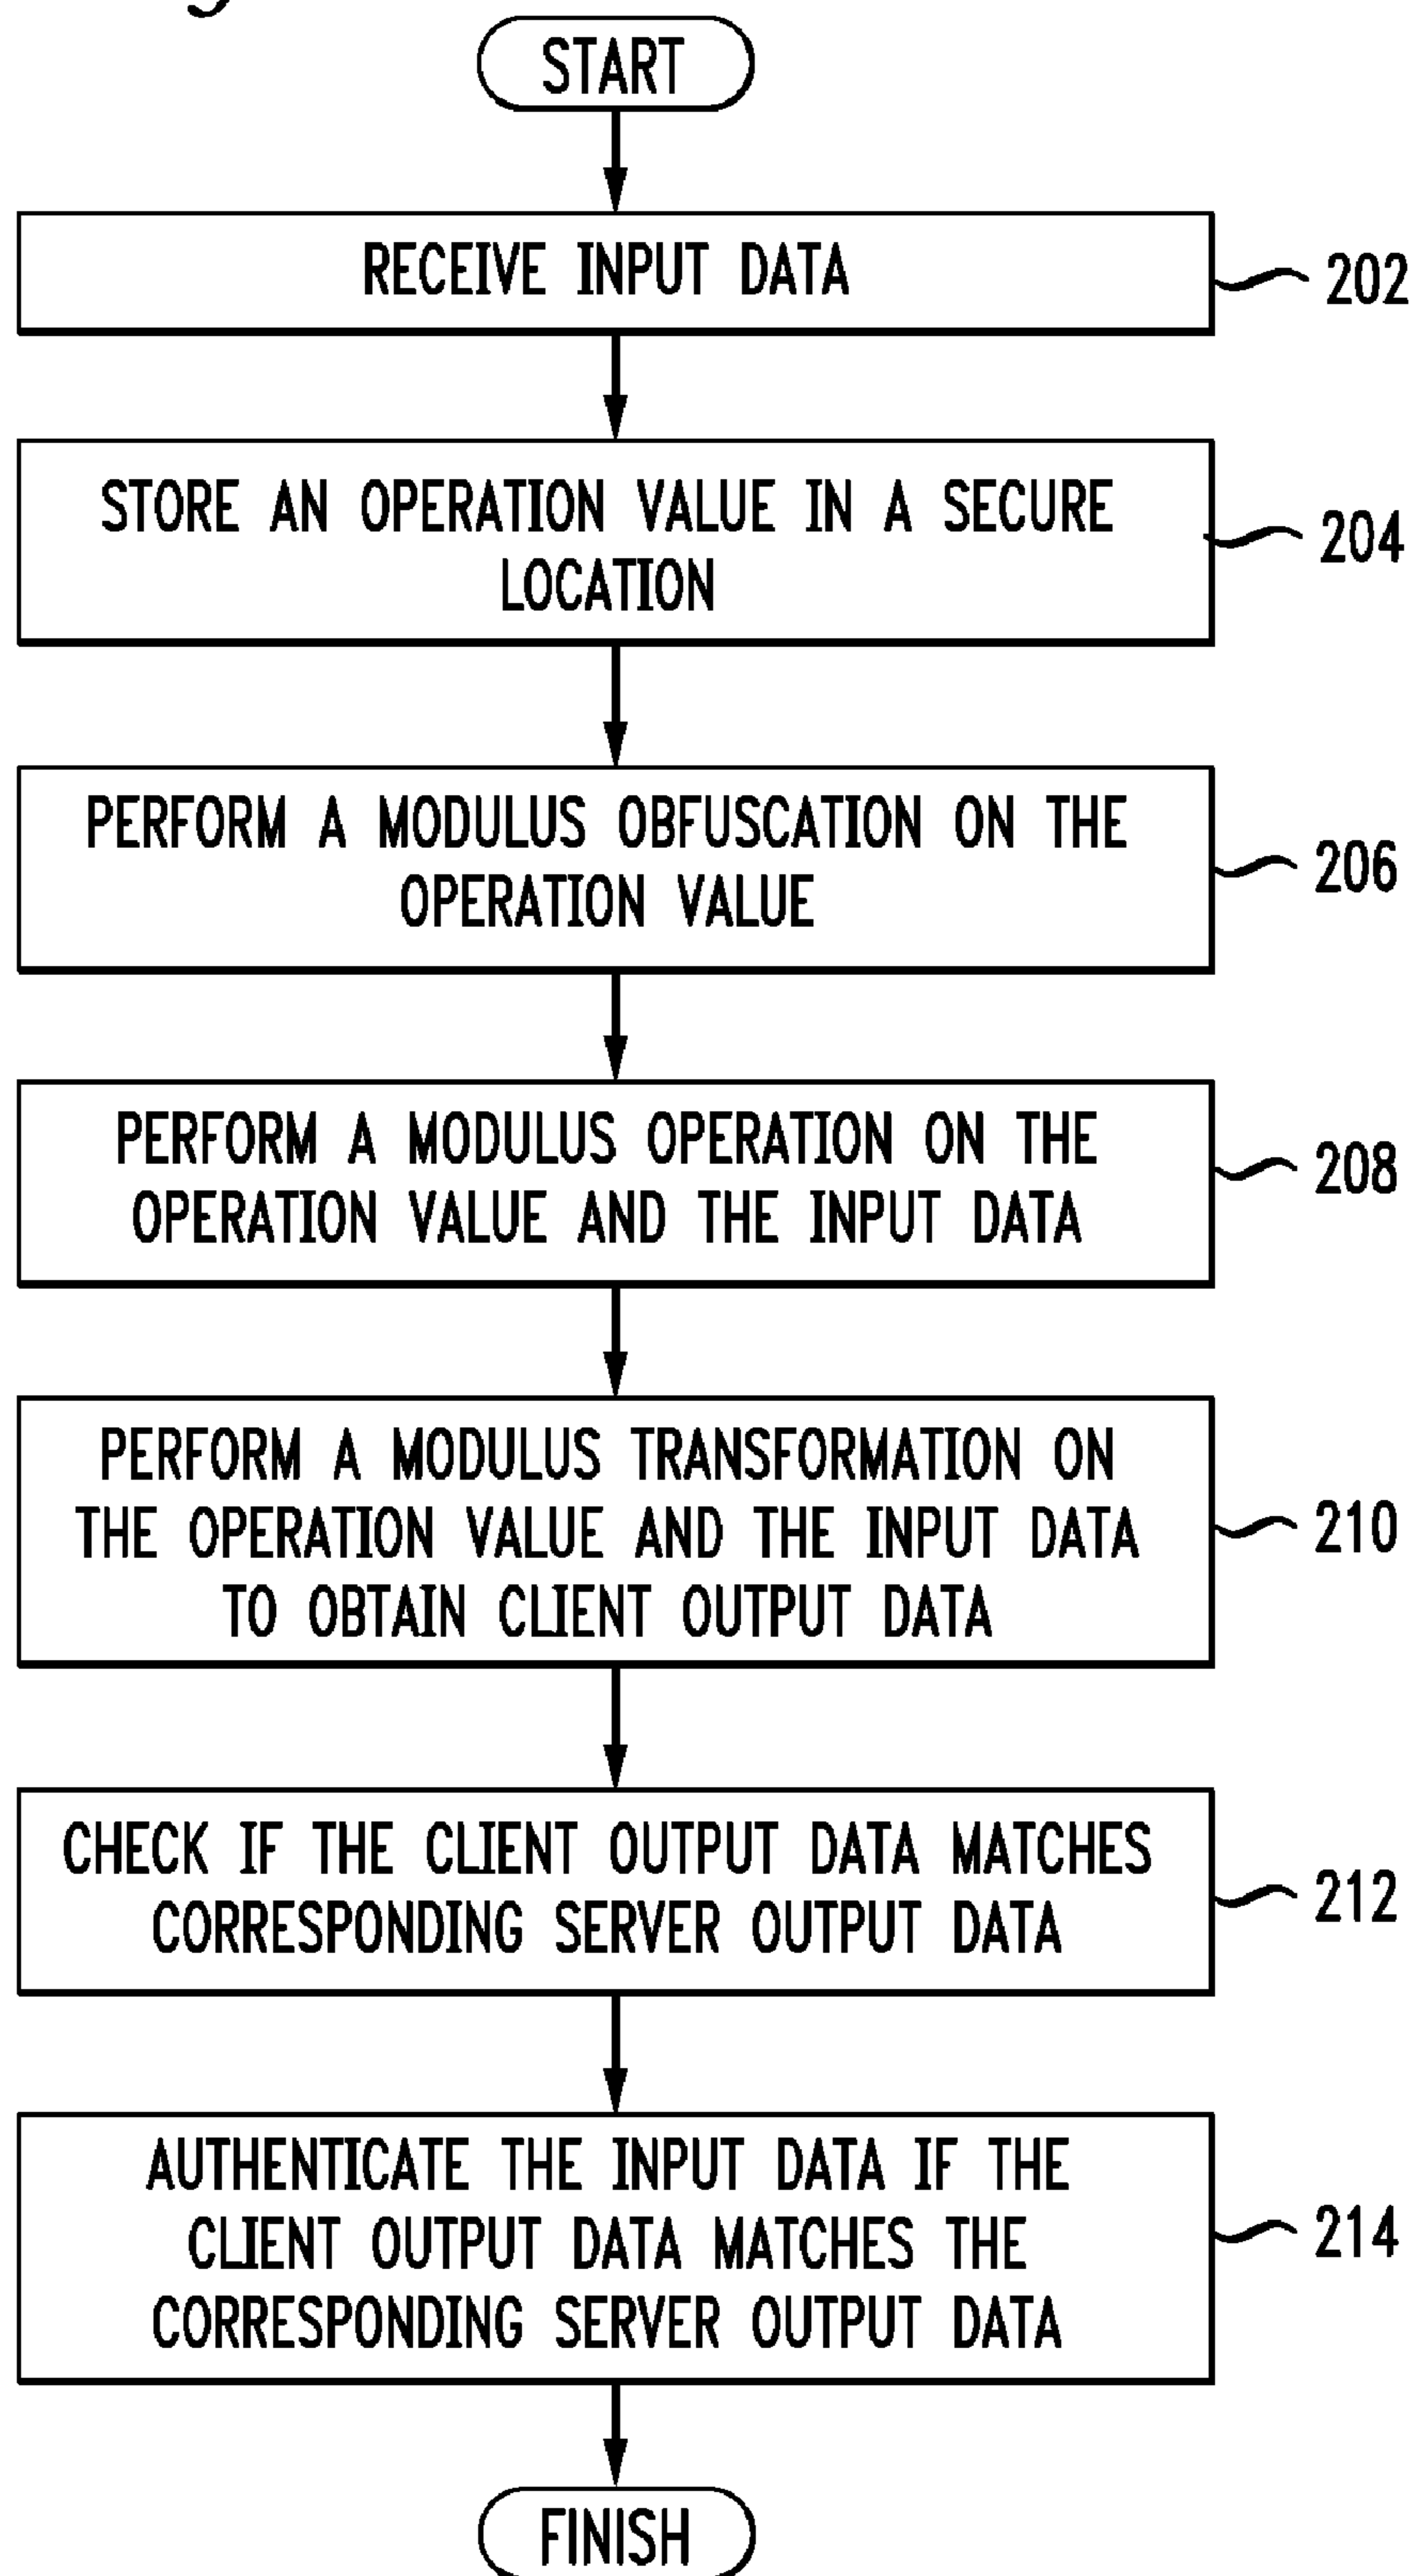 START
RECEIVE INPUT DATA
202
STORE AN OPERATION VALUE IN A SECURE
LOCATION
204
PERFORM A MODULUS OBFUSCATION ON THE
OPERATION VALUE
206
PERFORM A MODULUS OPERATION ON THE
OPERATION VALUE AND THE INPUT DATA
208
PERFORM A MODULUS TRANSFORMATION ON
THE OPERATION VALUE AND THE INPUT DATA
TO OBTAIN CLIENT OUTPUT DATA
210
CHECK IF THE CLIENT OUTPUT DATA MATCHES
CORRESPONDING SERVER OUTPUT DATA
212
AUTHENTICATE THE INPUT DATA IF THE
CLIENT OUTPUT DATA MATCHES THE
CORRESPONDING SERVER OUTPUT DATA
214
FINISH